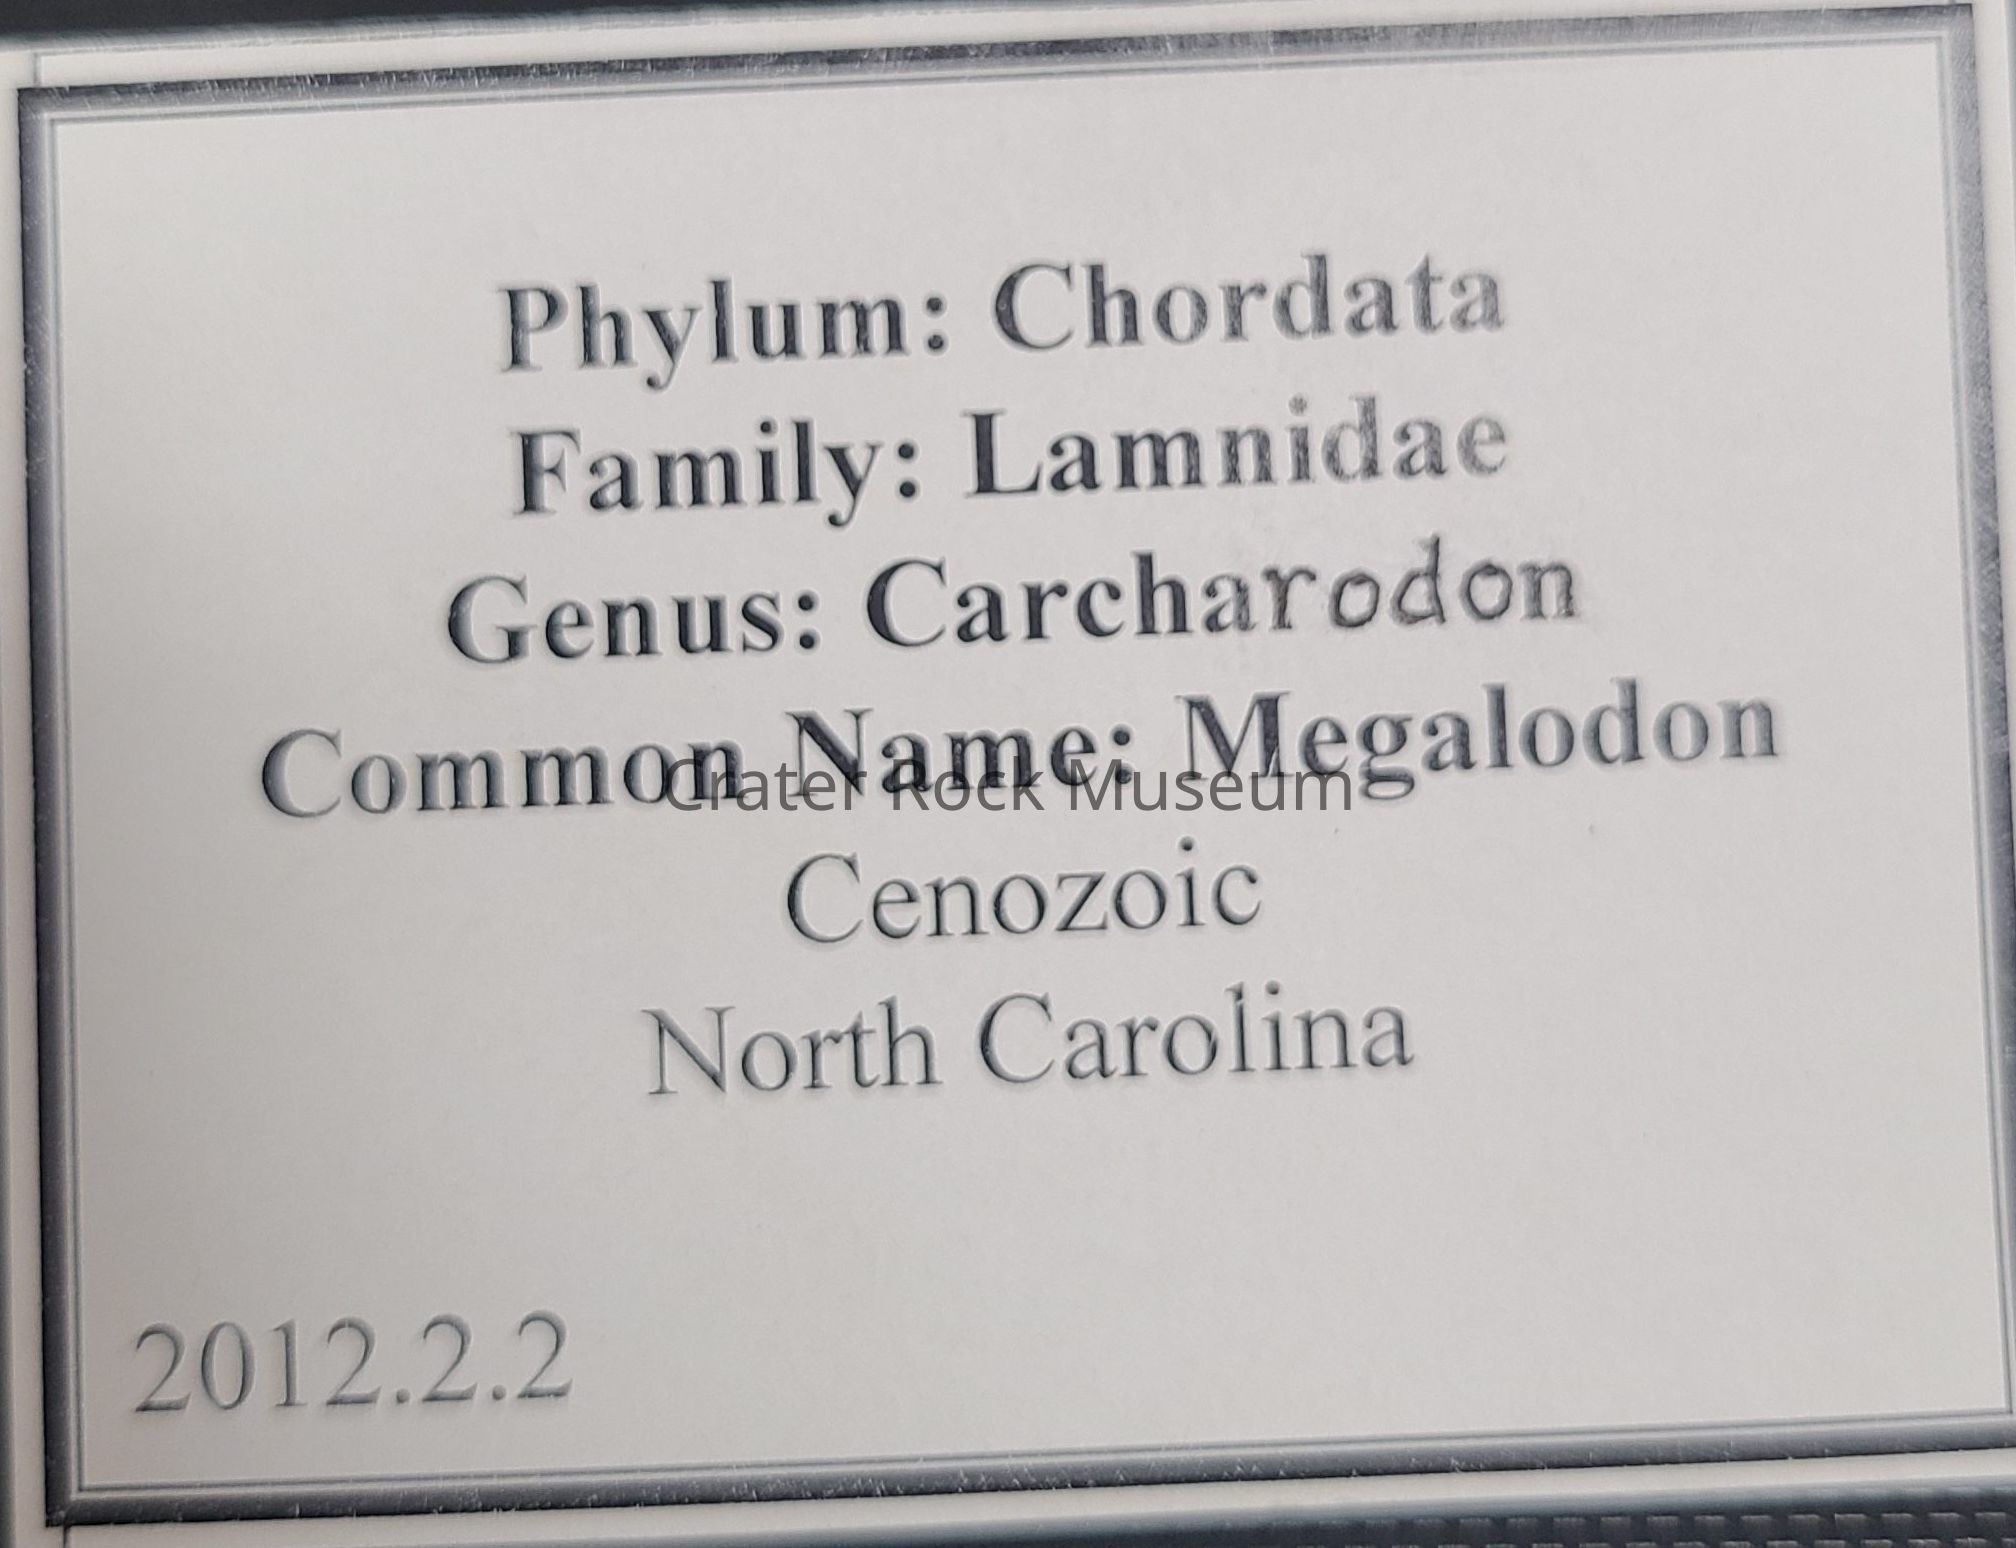 Phylum: Chordata
Family: Lamnidae
Genus: Carcharodon
Common Name: Megalodon
Crater Rock Museum
Cenozoic
North Carolina
2012.2.2